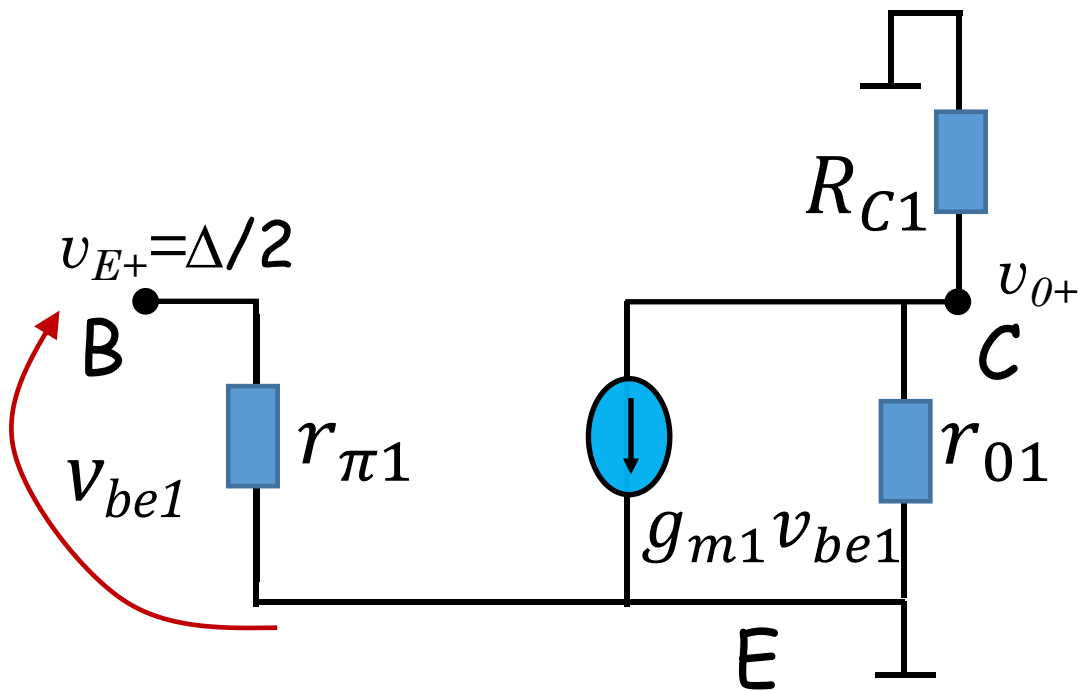 R_{C1}
v_{E+}=Δ/2
v_{0+}
B
C
r_{π1}
r_{01}
v_{be1}
g_{m1}v_{be1}
E